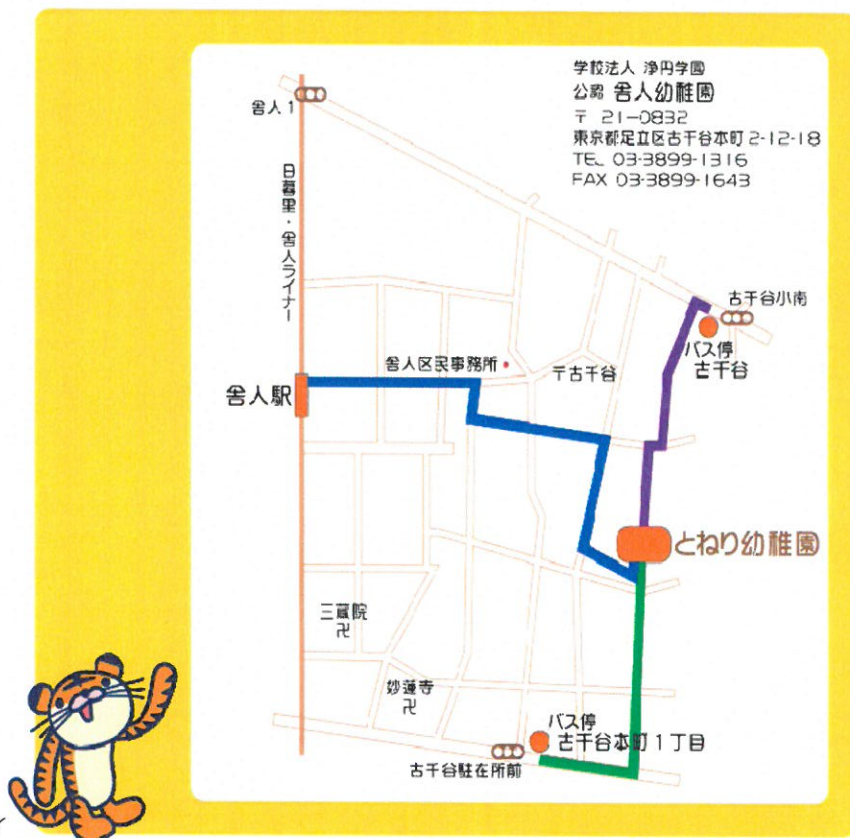 学校法人 浄円学園
公認 舎人幼稚園
〒 21-0832
東京都足立区古千谷本町 2-12-18
TEL 03-3899-1316
FAX 03-3899-1643
舎人 1
日暮里・舎人ライナー
古千谷小南
バス停
古千谷
舎人区民事務所
〒古千谷
舎人駅
とねり幼稚園
三蔵院
卍
妙蓮寺
卍
バス停
古千谷本町 1 丁目
古千谷駐在所前